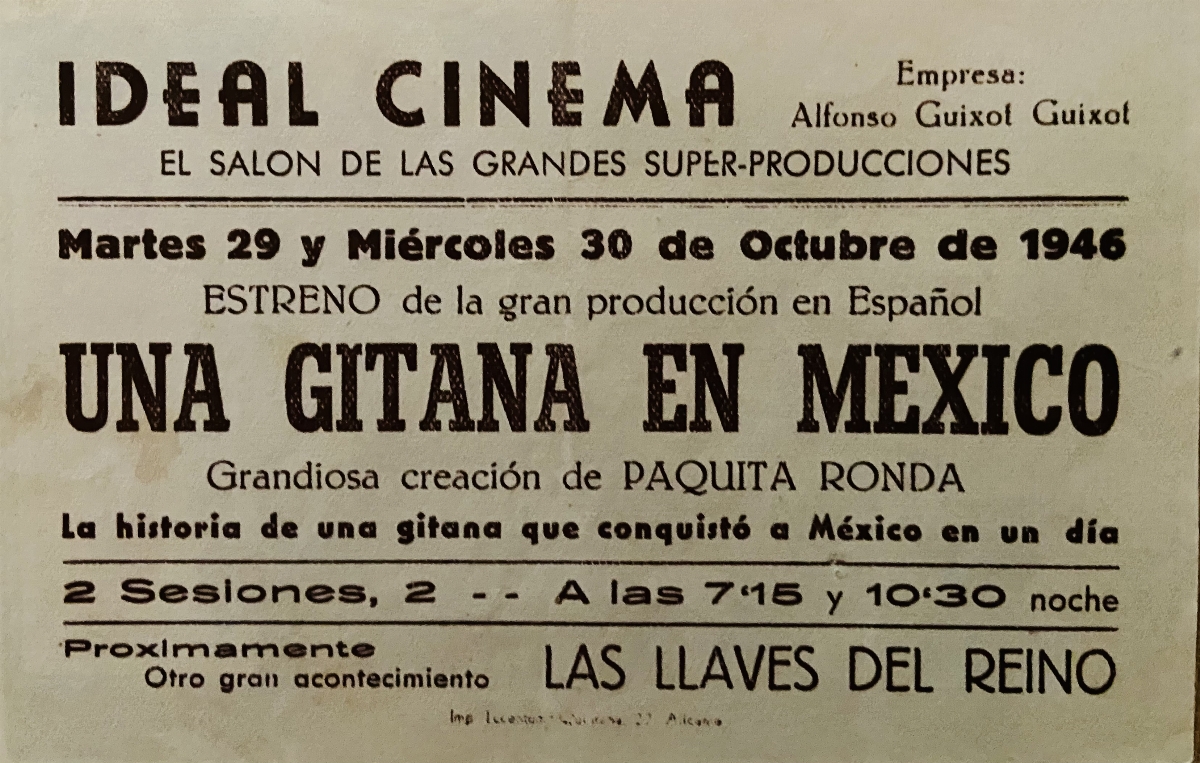 IDEAL CINEMA
Empresa:
Alfonso Guixot Guixot
EL SALON DE LAS GRANDES SUPER-PRODUCCIONES
Martes 29 y Miércoles 30 de Octubre de 1946
ESTRENO de la gran producción en Español
UNA GITANA EN MEXICO
Grandiosa creación de PAQUITA RONDA
La historia de una gitana que conquistó a México en un día
2 Sesiones, 2 -- A las 7'15 y 10'30 noche
Proximamente
Otro gran acontecimiento
LAS LLAVES DEL REINO
Imp